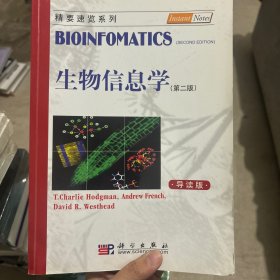 精要速览系列
Instant Notes
BIOINFOMATICS
(SECOND EDITION)
生物信息学(第二版)
·导读版·
T.Charlie Hodgman, Andrew French,
David R. Westhead
科学出版社